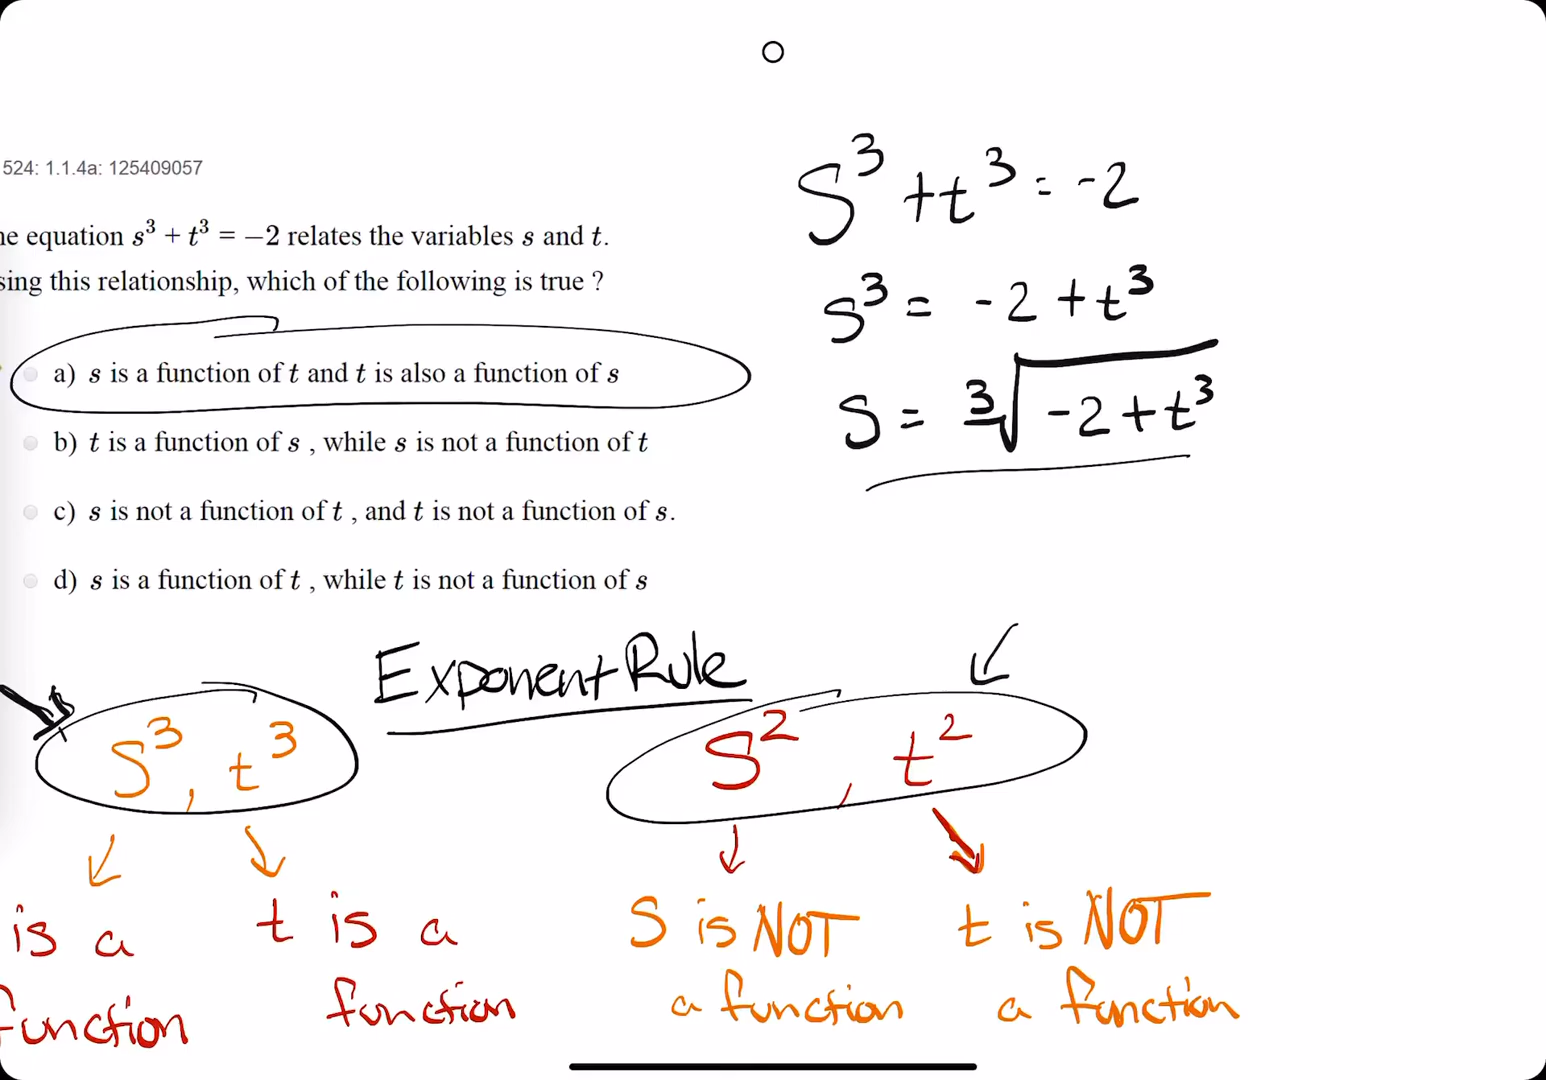 524: 1.1.4a: 125409057
he equation s³ + t³ = −2 relates the variables s and t.
sing this relationship, which of the following is true ?
a) s is a function of t and t is also a function of s
b) t is a function of s , while s is not a function of t
c) s is not a function of t , and t is not a function of s.
d) s is a function of t , while t is not a function of s
S³ + t³ = -2
S³ = -2 + t³
S = ³√-2 + t³
Exponent Rule
S³, t³
S², t²
is a function
t is a function
S is NOT a function
t is NOT a function